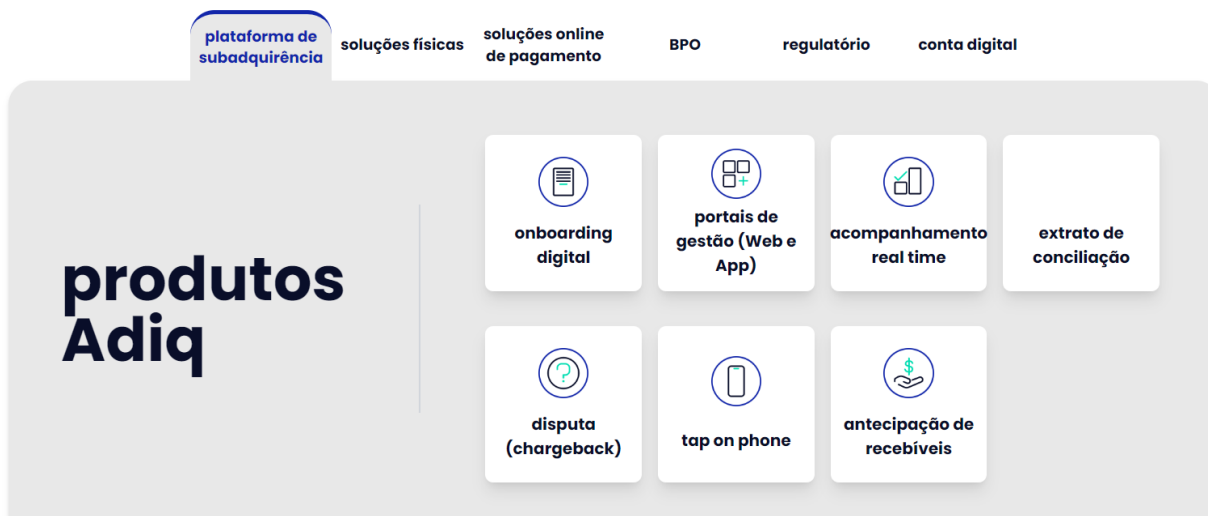 plataforma de
subadquirência
soluções físicas
soluções online
de pagamento
BPO
regulatório
conta digital
produtos
Adiq
onboarding
digital
portais de
gestão (Web e
App)
acompanhamento
real time
extrato de
conciliação
disputa
(chargeback)
tap on phone
antecipação de
recebíveis